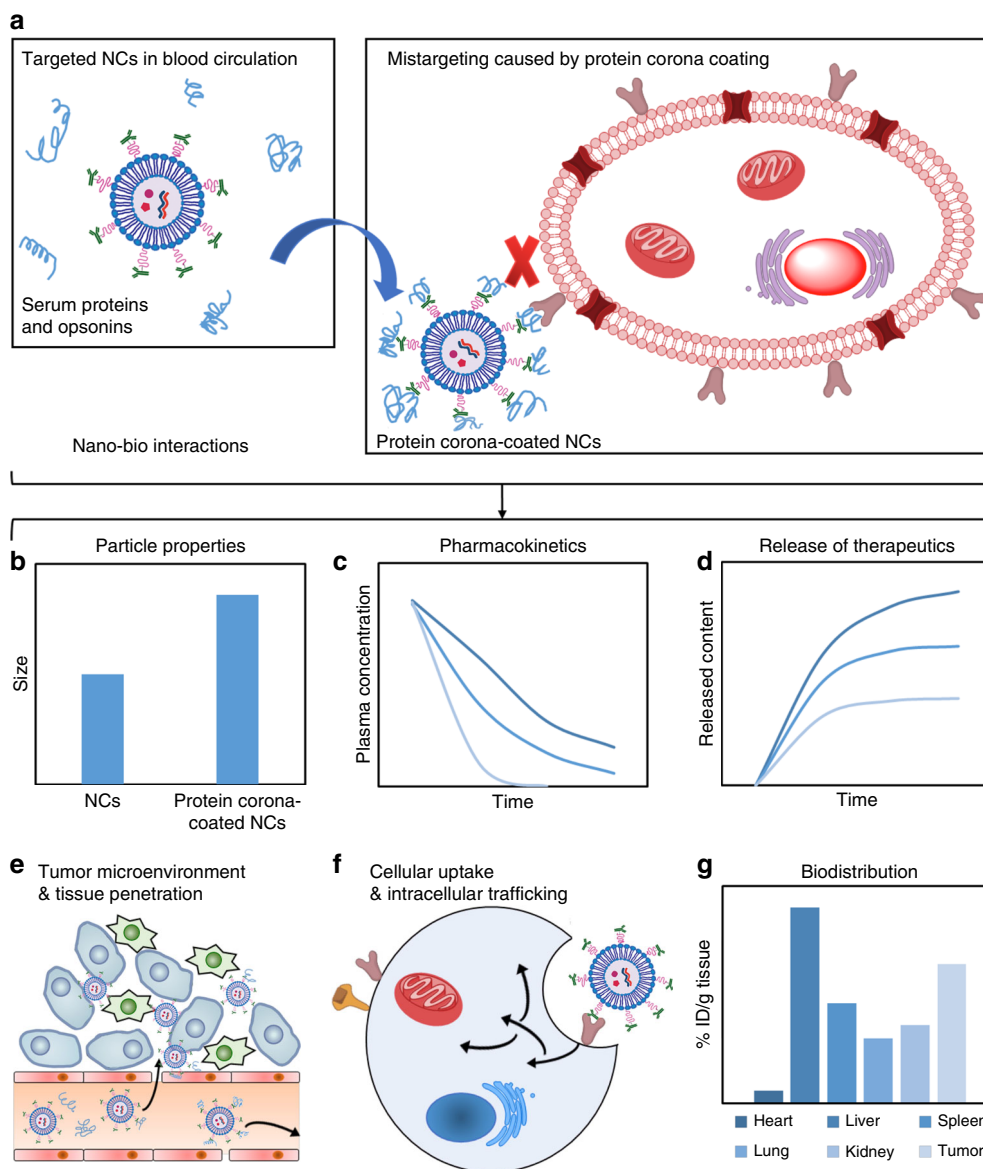 a
Targeted NCs in blood circulation
Serum proteins
and opsonins
Mistargeting caused by protein corona coating
Protein corona-coated NCs
Nano-bio interactions
b
Particle properties
Size
NCs
Protein corona-
coated NCs
c
Pharmacokinetics
Plasma concentration
Time
d
Release of therapeutics
Released content
Time
e
Tumor microenvironment
& tissue penetration
f
Cellular uptake
& intracellular trafficking
g
Biodistribution
% ID/g tissue
Heart
Liver
Spleen
Lung
Kidney
Tumor